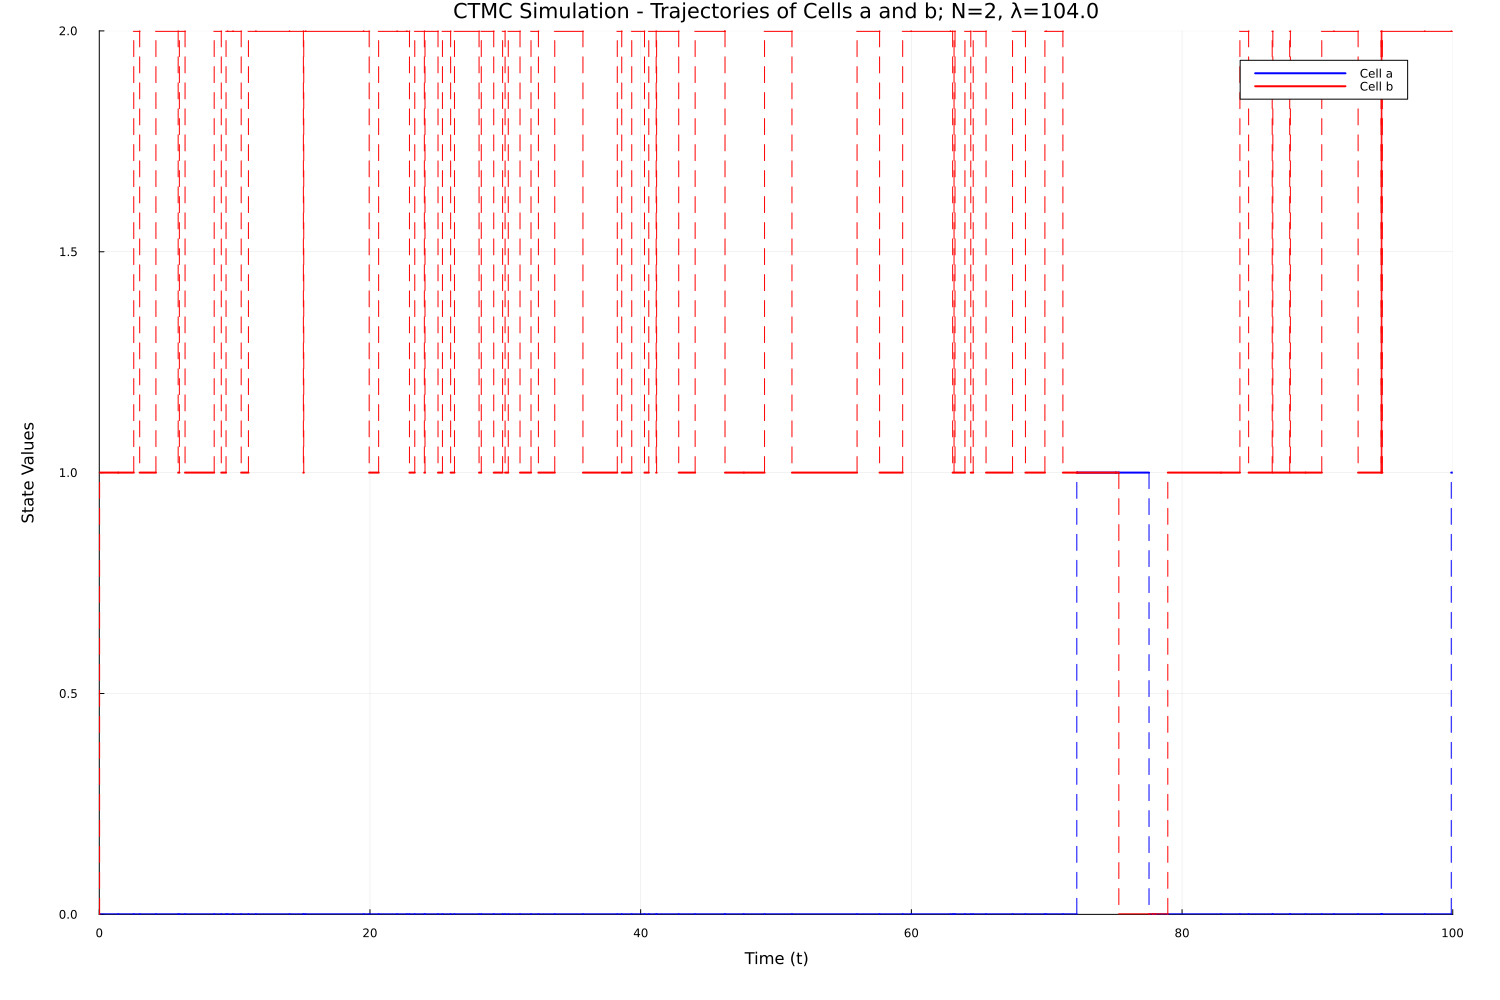 CTMC Simulation - Trajectories of Cells a and b; N=2, λ=104.0
2.0
Cell a
Cell b
1.5
1.0
State Values
0.5
0.0
0 20 40 60 80 100
Time (t)